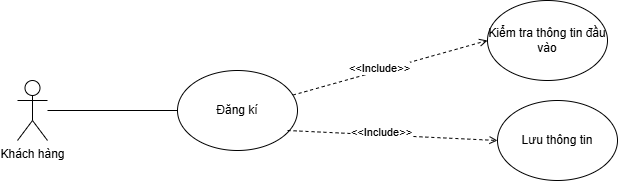 Kiểm tra thông tin đầu
vào
<<Include>>
Đăng kí
<<Include>>
Lưu thông tin
Khách hàng